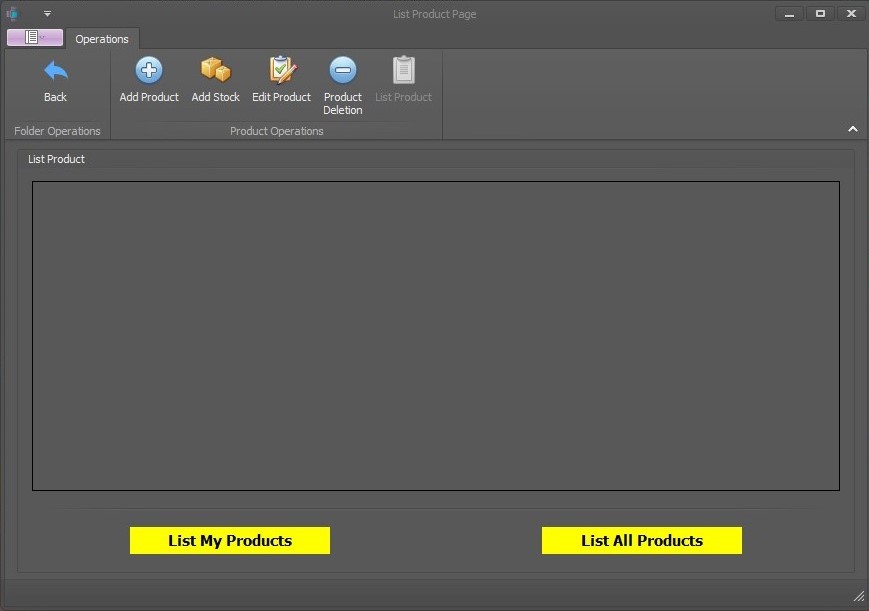 List Product Page
Operations
Back
Add Product
Add Stock
Edit Product
Product
Deletion
List Product
Folder Operations
Product Operations
List Product
List My Products
List All Products